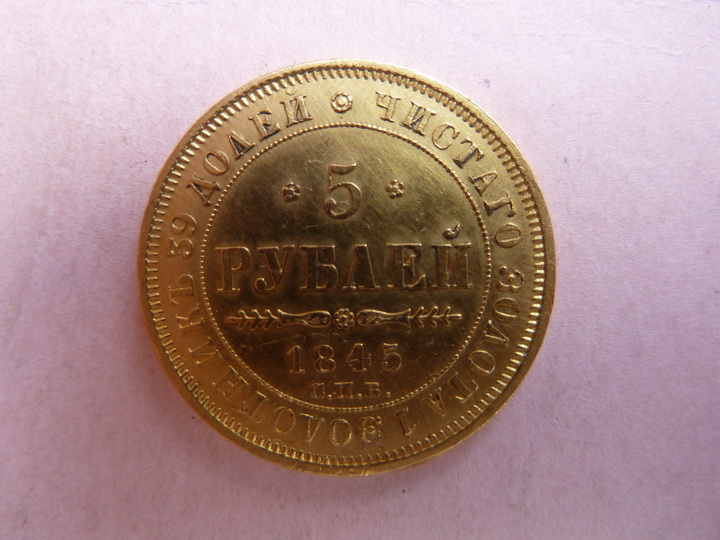 ЧИСТАГО ЗОЛОТА 1 ЗОЛОТНИКЪ 39 ДОЛЕЙ
5
РУБЛЕЙ
1845
С.П.Б.